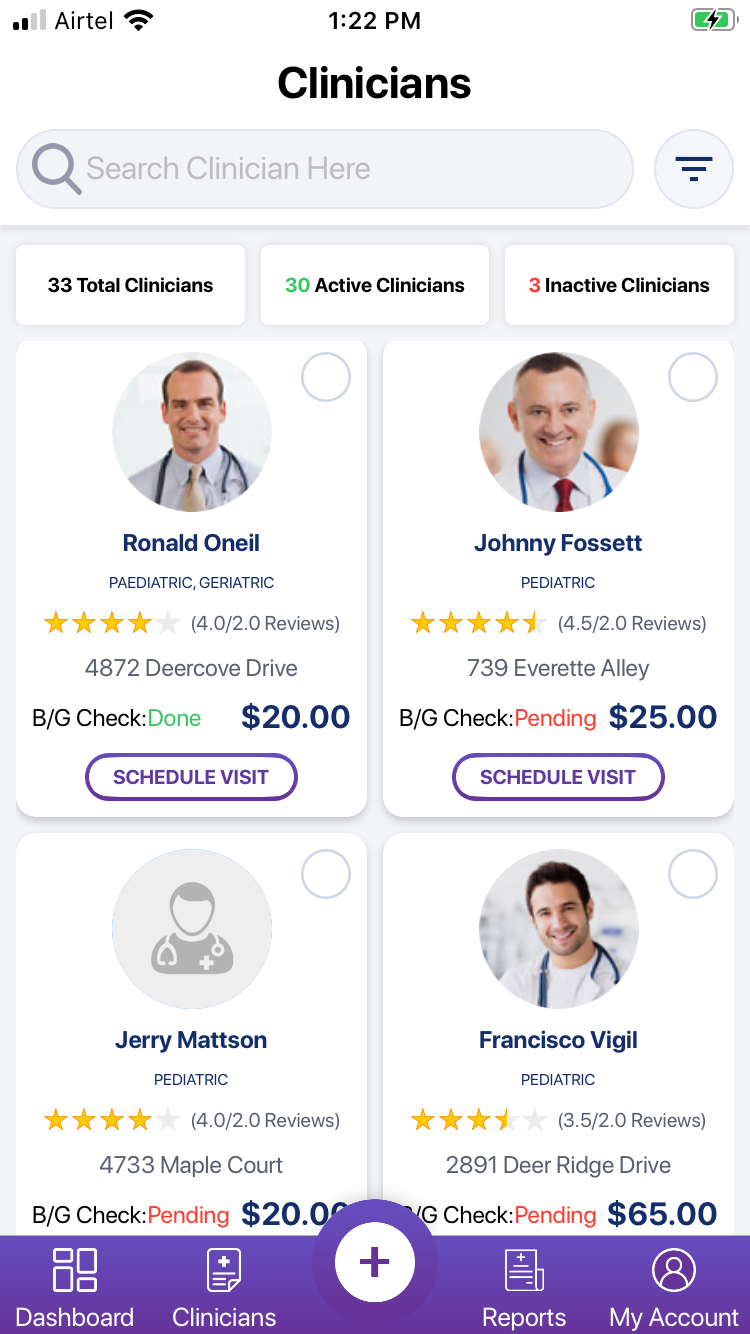 Airtel 1:22 PM
Clinicians
Search Clinician Here
33 Total Clinicians 30 Active Clinicians 3 Inactive Clinicians
Ronald Oneil
PAEDIATRIC, GERIATRIC
(4.0/2.0 Reviews)
4872 Deercove Drive
B/G Check:Done $20.00
SCHEDULE VISIT
Johnny Fossett
PEDIATRIC
(4.5/2.0 Reviews)
739 Everette Alley
B/G Check:Pending $25.00
SCHEDULE VISIT
Jerry Mattson
PEDIATRIC
(4.0/2.0 Reviews)
4733 Maple Court
B/G Check:Pending $20.00
Francisco Vigil
PEDIATRIC
(3.5/2.0 Reviews)
2891 Deer Ridge Drive
B/G Check:Pending $65.00
Dashboard Clinicians Reports My Account